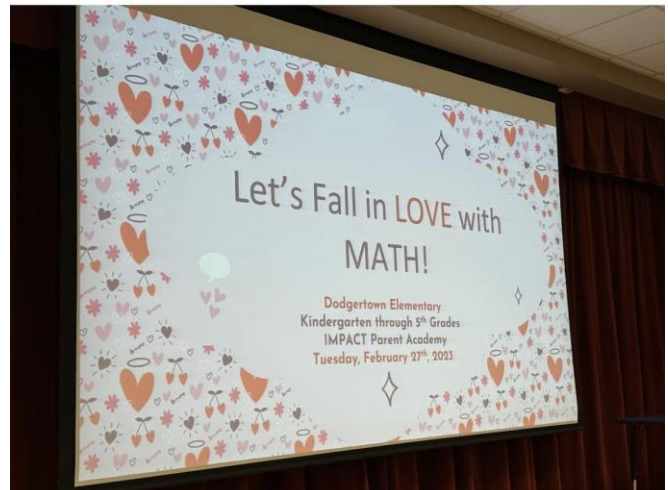 Let's Fall in LOVE with
MATH!
Dodgertown Elementary
Kindergarten through 5th Grades
IMPACT Parent Academy
Tuesday, February 27th, 2023